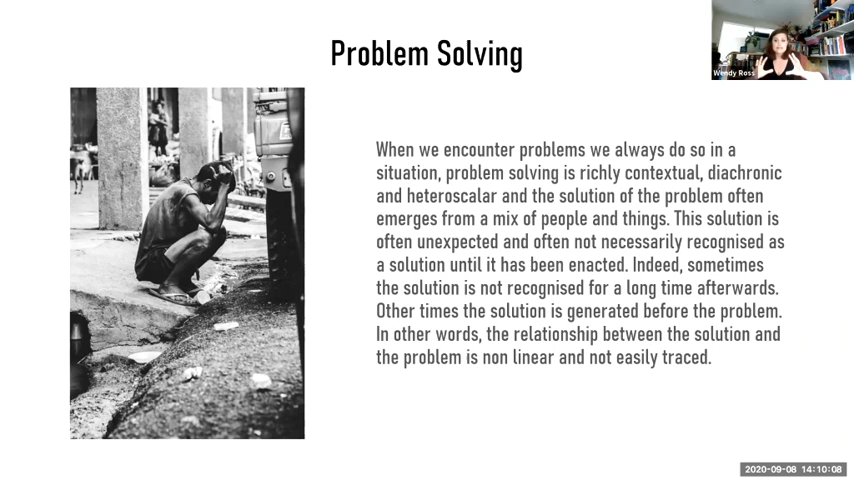 Problem Solving
Wendy Ross
When we encounter problems we always do so in a
situation, problem solving is richly contextual, diachronic
and heteroscalar and the solution of the problem often
emerges from a mix of people and things. This solution is
often unexpected and often not necessarily recognised as
a solution until it has been enacted. Indeed, sometimes
the solution is not recognised for a long time afterwards.
Other times the solution is generated before the problem.
In other words, the relationship between the solution and
the problem is non linear and not easily traced.
2020-09-08 14:10:08